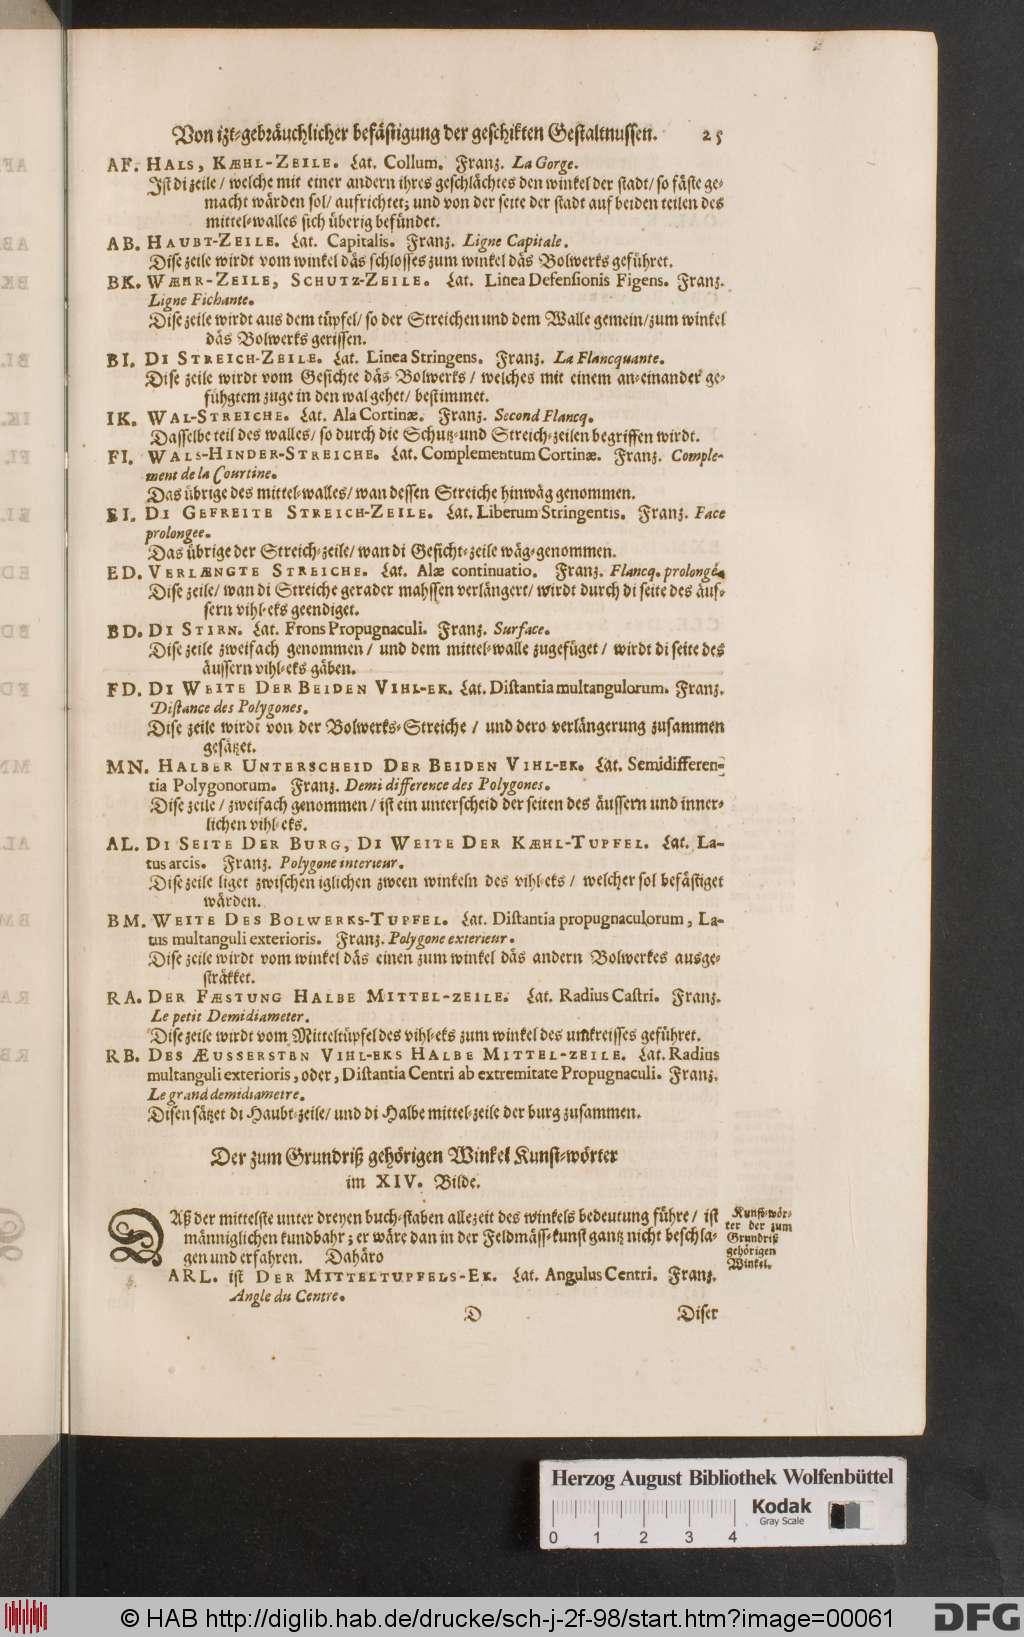 Von izt-gebräuchlicher befästigung der geschikten Gestaltnussen. 25
AF. HALS, KÆHL-ZEILE. Lat. Collum. Franz. La Gorge.
Ist di zeile / welche mit einer andern ihres geschlächtes den winkel der stadt / so fäste ge-
macht wärden sol / aufrichtet; und von der seite der stadt auf beiden teilen des
mittel-walles sich überig befündet.
AB. HAUBT-ZEILE. Lat. Capitalis. Franz. Ligne Capitale.
Dise zeile wirdt vom winkel däs schlosses zum winkel däs Bolwerks geführet.
BK. WÆHR-ZEILE, SCHUTZ-ZEILE. Lat. Linea Defensionis Figens. Franz.
Ligne Fichante.
Dise zeile wirdt aus dem tüpfel / so der Streichen und dem Walle gemein / zum winkel
däs Bolwerks gerissen.
BI. DI STREICH-ZEILE. Lat. Linea Stringens. Franz. La Flancquante.
Dise zeile wirdt vom Gesichte däs Bolwerks / welches mit einem an-einander ge-
fühgtem zuge in den wal gehet / bestimmet.
IK. WAL-STREICHE. Lat. Ala Cortinæ. Franz. Second Flancq.
Dasselbe teil des walles / so durch die Schutz-und Streich-zeilen begriffen wirdt.
FI. WALS-HINDER-STREICHE. Lat. Complementum Cortinæ. Franz. Comple-
ment de la Courtine.
Das übrige des mittel-walles / wan dessen Streiche hinwäg genommen.
EI. DI GEFREITE STREICH-ZEILE. Lat. Liberum Stringentis. Franz. Face
prolongee.
Das übrige der Streich-zeile / wan di Gesicht-zeile wäg-genommen.
ED. VERLÆNGTE STREICHE. Lat. Alæ continuatio. Franz. Flancq. prolongé.
Dise zeile / wan di Streiche gerader mahssen verlängert / wirdt durch di seite des äus-
sern vihl-eks geendiget.
BD. DI STIRN. Lat. Frons Propugnaculi. Franz. Surface.
Dise zeile zweifach genommen / und dem mittel-walle zugefüget / wirdt di seite des
äussern vihl-eks gäben.
FD. DI WEITE DER BEIDEN VIHL-EK. Lat. Distantia multangulorum. Franz.
Distance des Polygones.
Dise zeile wirdt von der Bolwerks-Streiche / und dero verlängerung zusammen
gesätzet.
MN. HALBER UNTERSCHEID DER BEIDEN VIHL-EK. Lat. Semidifferen-
tia Polygonorum. Franz. Demi difference des Polygones.
Dise zeile / zweifach genommen / ist ein unterscheid der seiten des äussern und inner-
lichen vihl-eks.
AL. DI SEITE DER BURG, DI WEITE DER KÆHL-TUPFEL. Lat. La-
tus arcis. Franz. Polygone interieur.
Dise zeile liget zwischen iglichen zween winkeln des vihl-eks / welcher sol befästiget
wärden.
BM. WEITE DES BOLWERKS-TUPFEL. Lat. Distantia propugnaculorum, La-
tus multanguli exterioris. Franz. Polygone exterieur.
Dise zeile wirdt vom winkel däs einen zum winkel däs andern Bolwerkes ausge-
sträkket.
RA. DER FÆSTUNG HALBE MITTEL-ZEILE. Lat. Radius Castri. Franz.
Le petit Demidiameter.
Dise zeile wirdt vom Mitteltüpfel des vihl-eks zum winkel des umkreisses geführet.
RB. DES ÆUSSERSTEN VIHL-EKS HALBE MITTEL-ZEILE. Lat. Radius
multanguli exterioris, oder, Distantia Centri ab extremitate Propugnaculi. Franz.
Le grand demidiametre.
Disen sätzet di Haubt-zeile / und di Halbe mittel-zeile der burg zusammen.
Der zum Grundriß gehörigen Winkel Kunst-wörter
im XIV. Bilde.
DAß der mittelste unter dreyen buch-staben allezeit des winkels bedeutung führe / ist
männiglichen kundbahr; er wäre dan in der Feldmäss-kunst gantz nicht beschla-
gen und erfahren. Dahäro
Kunst-wör-
ter der zum
Grundriß
gehörigen
Winkel.
ARL. ist DER MITTELTUPFELS-EK. Lat. Angulus Centri. Franz.
Angle du Centre.
D Diser
Herzog August Bibliothek Wolfenbüttel
Kodak
Gray Scale
0 1 2 3 4
© HAB http://diglib.hab.de/drucke/sch-j-2f-98/start.htm?image=00061
DFG